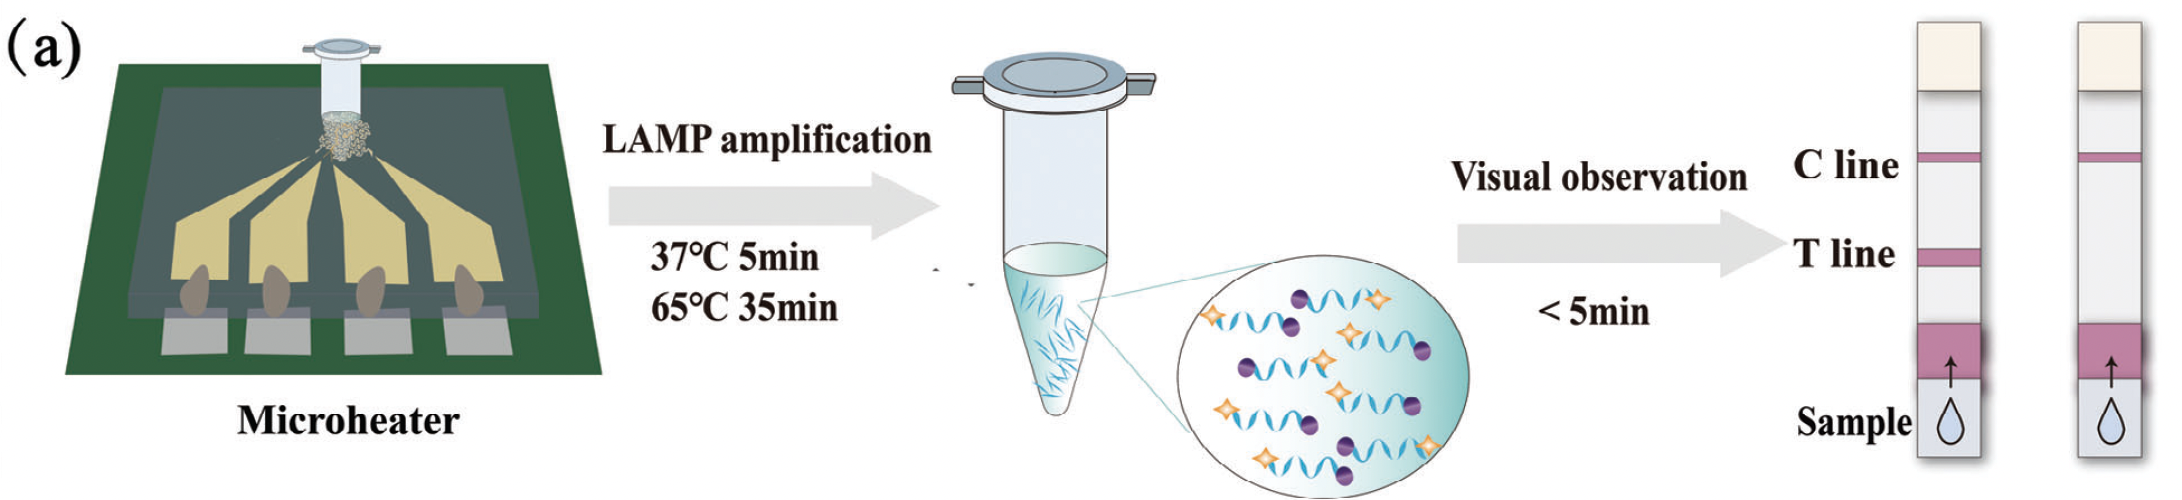 (a)
Microheater
LAMP amplification
37℃ 5min
65℃ 35min
Visual observation
< 5min
C line
T line
Sample